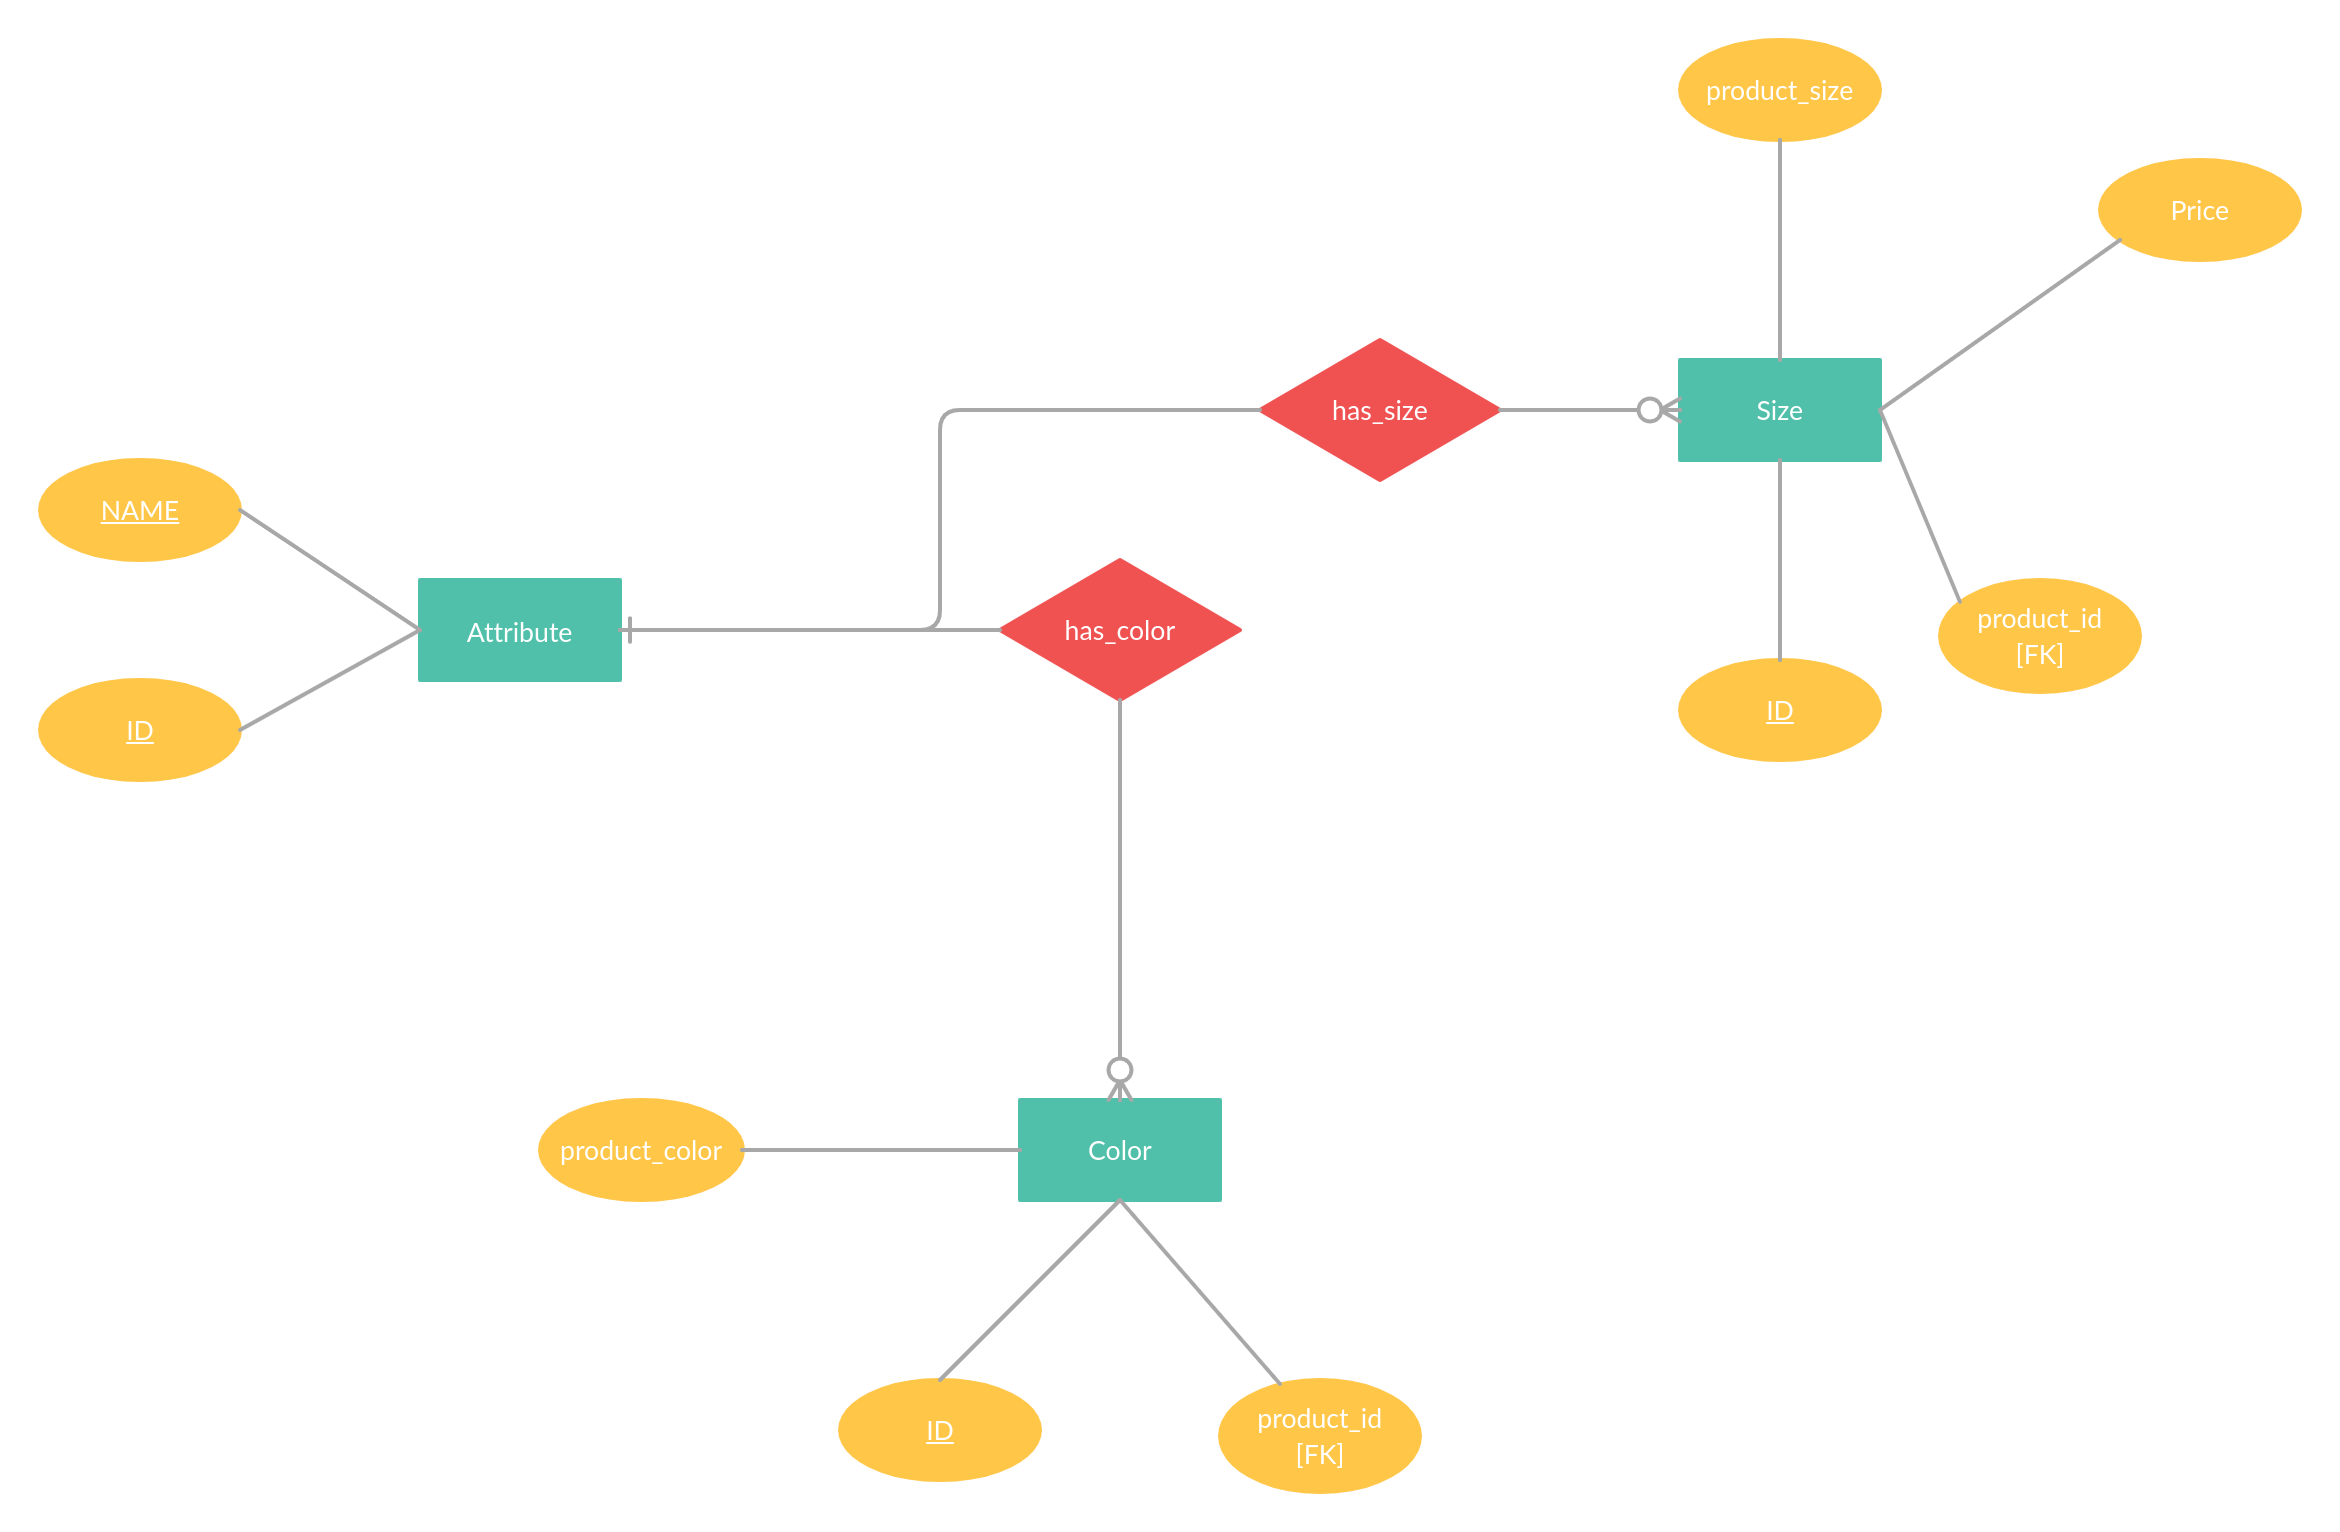 product_size
Price
has_size
Size
NAME
Attribute
has_color
product_id
[FK]
ID
ID
product_color
Color
ID
product_id
[FK]